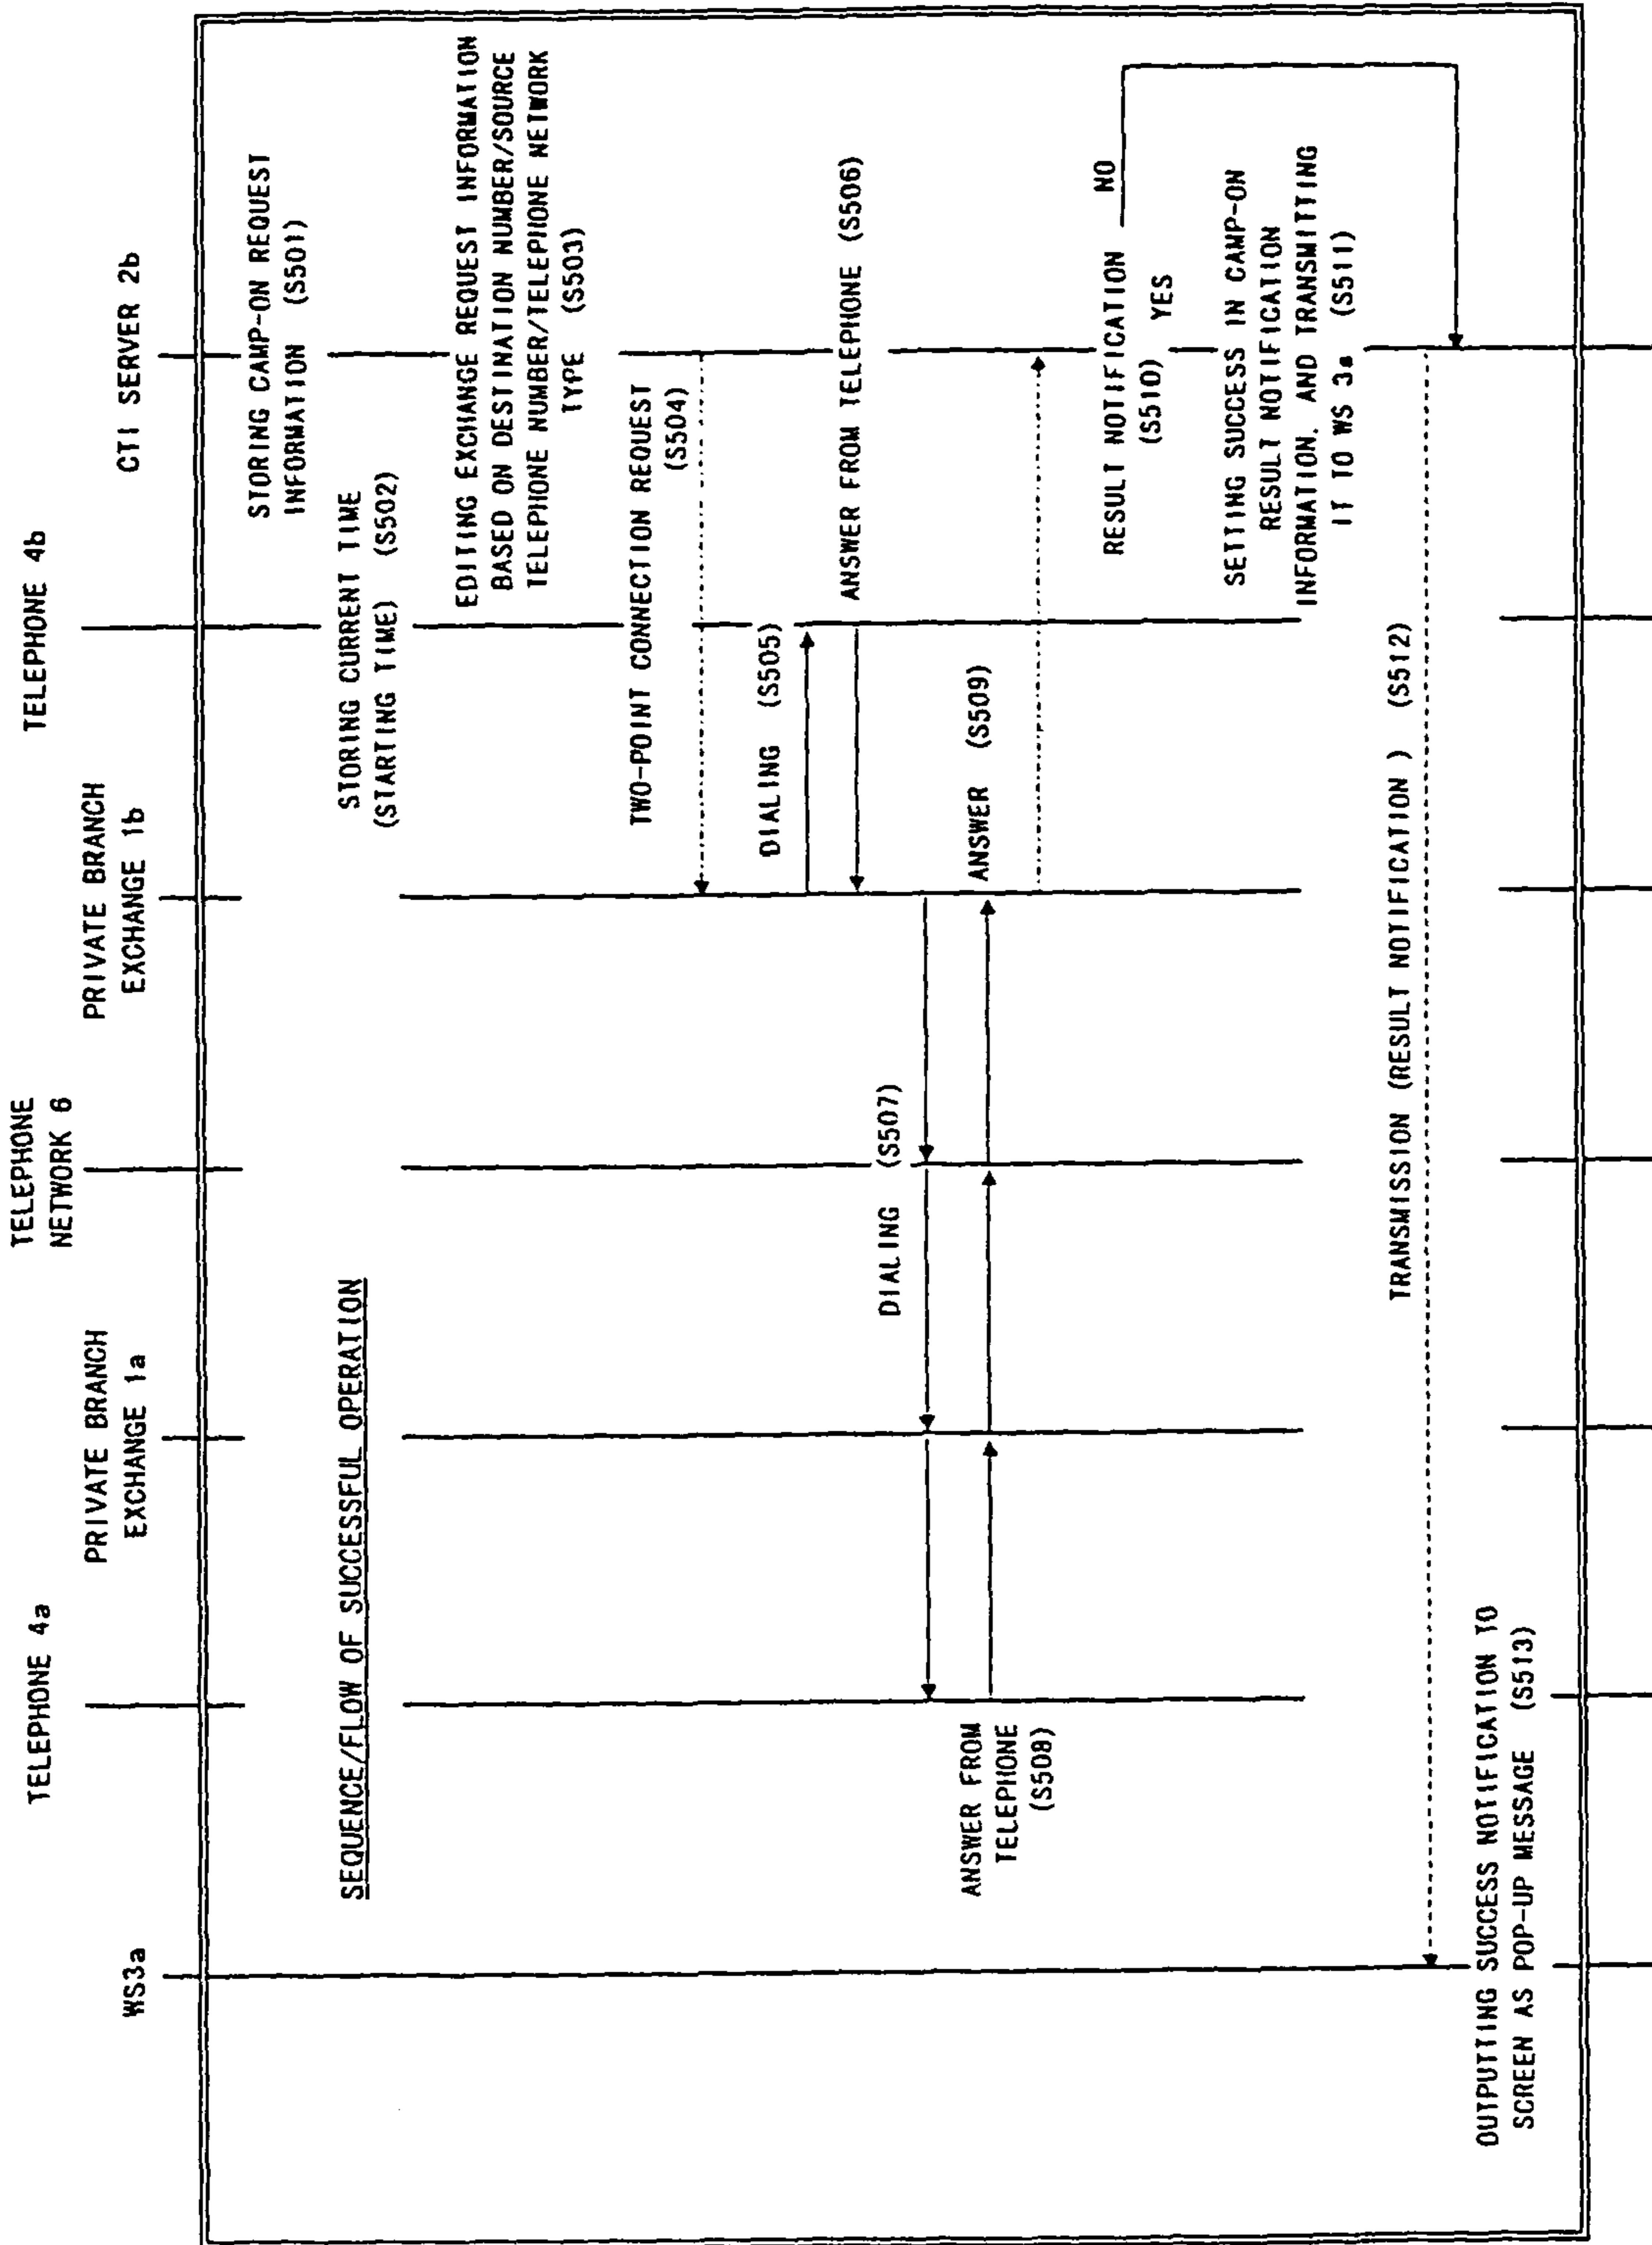 WS3a
TELEPHONE 4a
PRIVATE BRANCH
EXCHANGE 1a
TELEPHONE
NETWORK 6
PRIVATE BRANCH
EXCHANGE 1b
TELEPHONE 4b
CTI SERVER 2b
STORING CAMP-ON REQUEST
INFORMATION (S501)
SEQUENCE/FLOW OF SUCCESSFUL OPERATION
STORING CURRENT TIME
(STARTING TIME) (S502)
EDITING EXCHANGE REQUEST INFORMATION
BASED ON DESTINATION NUMBER/SOURCE
TELEPHONE NUMBER/TELEPHONE NETWORK
TYPE (S503)
TWO-POINT CONNECTION REQUEST
(S504)
DIALING (S505)
ANSWER FROM TELEPHONE (S506)
DIALING (S507)
ANSWER FROM
TELEPHONE
(S508)
ANSWER (S509)
RESULT NOTIFICATION NO
(S510) YES
SETTING SUCCESS IN CAMP-ON
RESULT NOTIFICATION
INFORMATION, AND TRANSMITTING
IT TO WS 3a (S511)
TRANSMISSION (RESULT NOTIFICATION ) (S512)
OUTPUTTING SUCCESS NOTIFICATION TO
SCREEN AS POP-UP MESSAGE (S513)